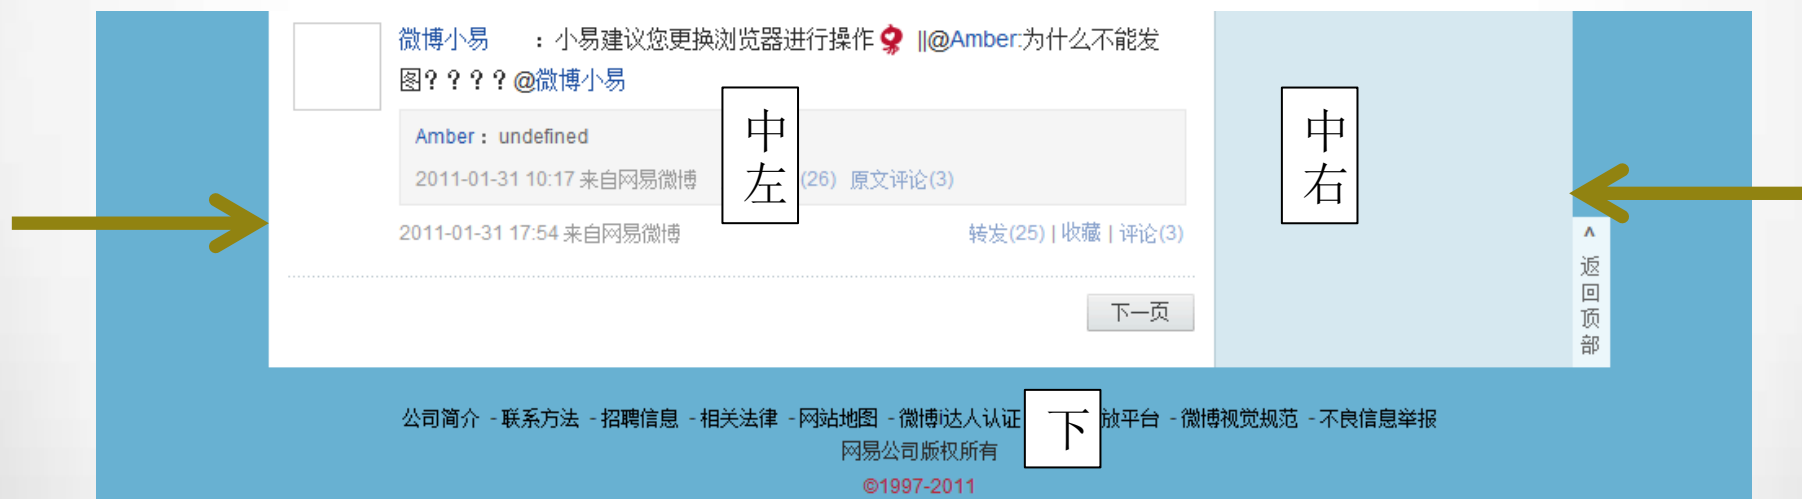 微博小易 ：小易建议您更换浏览器进行操作 ||@Amber:为什么不能发
图？？？？@微博小易
Amber： undefined
2011-01-31 10:17 来自网易微博 (26) 原文评论(3)
2011-01-31 17:54 来自网易微博 转发(25) | 收藏 | 评论(3)
中左
中右
^
返回顶部
下一页
公司简介 - 联系方法 - 招聘信息 - 相关法律 - 网站地图 - 微博i达人认证 放平台 - 微博视觉规范 - 不良信息举报
下
网易公司版权所有
©1997-2011